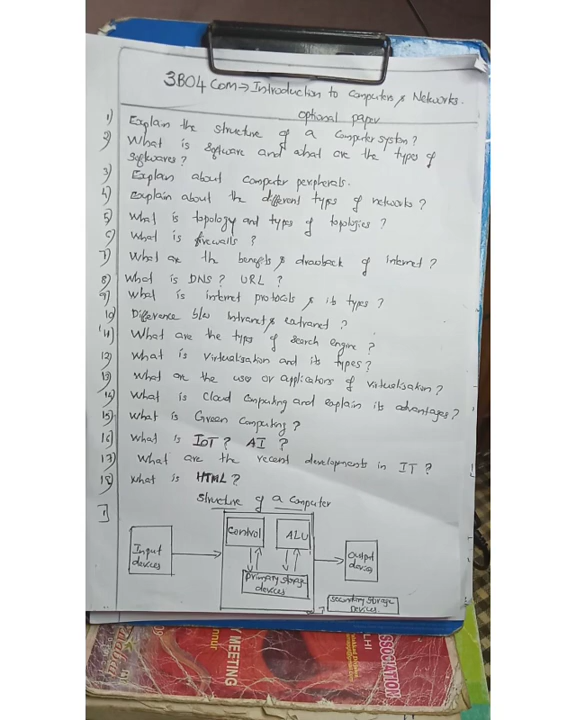 3B04 Com → Introduction to Computers & Networks.
optional paper
1) Explain the structure of a Computer system?
2) What is software and what are the types of
softwares?
3) Explain about computer peripherals.
4) Explain about the different types of networks?
5) What is topology and types of topologies?
6) What is firewalls?
7) What are the benefits & drawback of Internet?
8) What is DNS? URL?
9) What is internet protocols & its types?
10) Difference b/w Intranet & extranet?
11) What are the types of search engine?
12) What is virtualisation and its types?
13) What are the uses or applications of virtualisation?
14) What is Cloud Computing and explain its advantages?
15) What is Green Computing?
16) What is IoT? AI?
17) What are the recent developments in IT?
18) What is HTML?
Structure of a Computer
Control
ALU
Input
devices
Output
device
primary storage
devices
Secondary storage
Devices
MEETING
ASSOCIATION